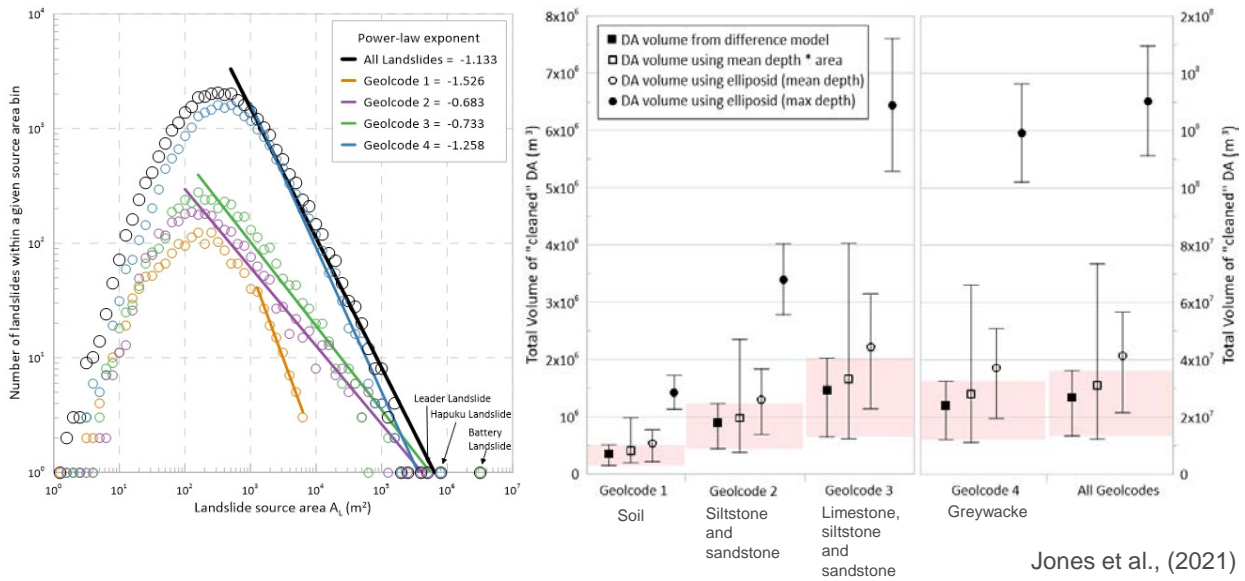 Power-law exponent
All Landslides = -1.133
Geolcode 1 = -1.526
Geolcode 2 = -0.683
Geolcode 3 = -0.733
Geolcode 4 = -1.258
Number of landslides within a given source area bin
10⁴
10³
10²
10¹
10⁰
Leader Landslide
Hapuku Landslide
Battery
Landslide
10⁰ 10¹ 10² 10³ 10⁴ 10⁵ 10⁶ 10⁷
Landslide source area A_L (m²)
Total Volume of "cleaned" DA (m³)
8x10⁶
7x10⁶
6x10⁶
5x10⁶
4x10⁶
3x10⁶
2x10⁶
10⁶
0
DA volume from difference model
DA volume using mean depth * area
DA volume using elliposid (mean depth)
DA volume using elliposid (max depth)
2x10⁸
10⁸
10⁸
10⁸
8x10⁷
6x10⁷
4x10⁷
2x10⁷
0
Total Volume of "cleaned" DA (m³)
Geolcode 1
Soil
Geolcode 2
Siltstone
and
sandstone
Geolcode 3
Limestone,
siltstone
and
sandstone
Geolcode 4
Greywacke
All Geolcodes
Jones et al., (2021)